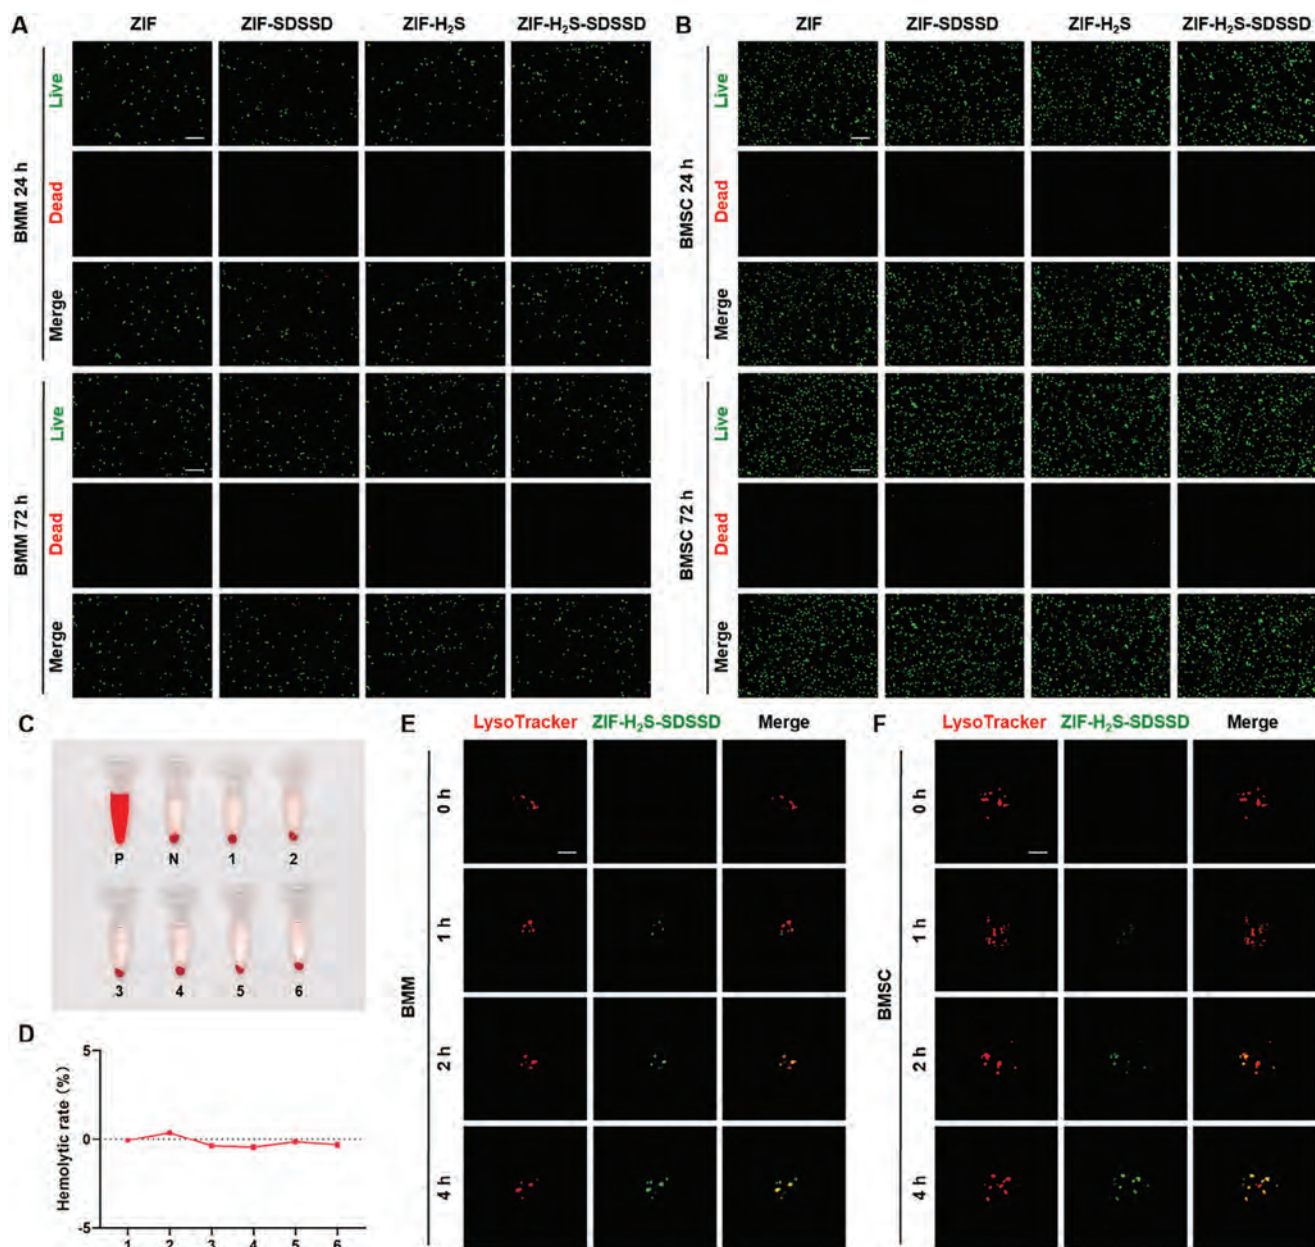 A
ZIF ZIF-SDSSD ZIF-H₂S ZIF-H₂S-SDSSD
BMM 24 h
Live
Dead
Merge
BMM 72 h
Live
Dead
Merge
B
ZIF ZIF-SDSSD ZIF-H₂S ZIF-H₂S-SDSSD
BMSC 24 h
Live
Dead
Merge
BMSC 72 h
Live
Dead
Merge
C
P N 1 2
3 4 5 6
D
Hemolytic rate (%)
5
0
-5
1 2 3 4 5 6
E
LysoTracker ZIF-H₂S-SDSSD Merge
BMM
0 h
1 h
2 h
4 h
F
LysoTracker ZIF-H₂S-SDSSD Merge
BMSC
0 h
1 h
2 h
4 h